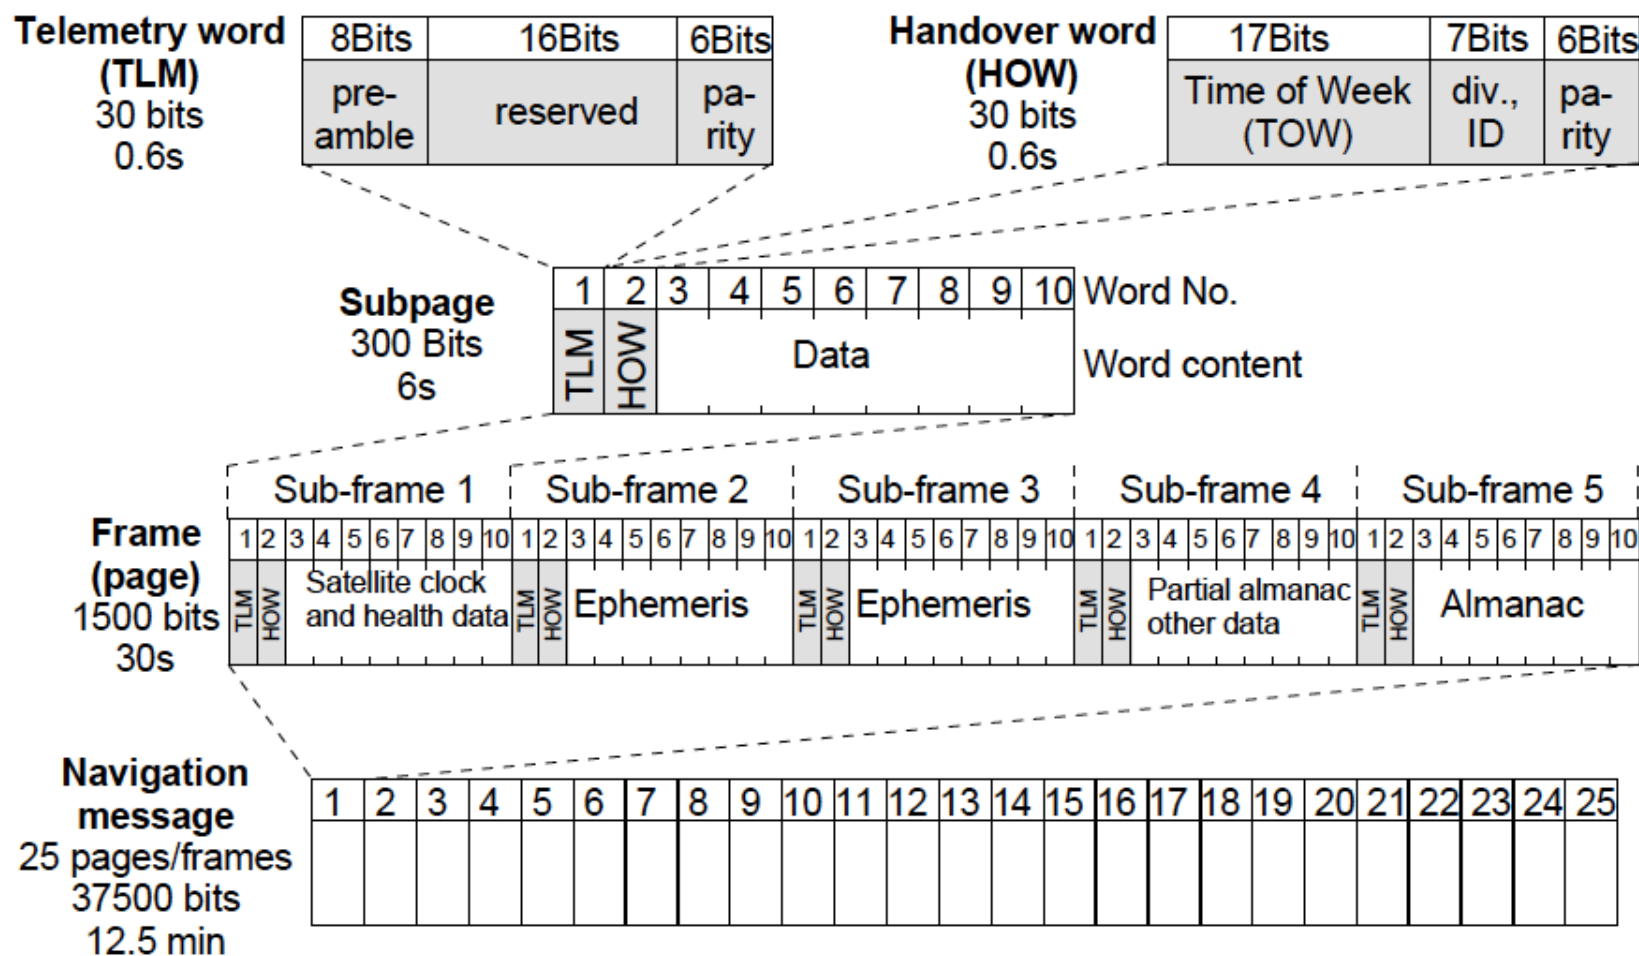 Telemetry word
(TLM)
30 bits
0.6s
8Bits 16Bits 6Bits
pre-
amble
reserved
pa-
rity
Handover word
(HOW)
30 bits
0.6s
17Bits 7Bits 6Bits
Time of Week
(TOW)
div.,
ID
pa-
rity
Subpage
300 Bits
6s
1 2 3 4 5 6 7 8 9 10 Word No.
TLM HOW Data Word content
Sub-frame 1 Sub-frame 2 Sub-frame 3 Sub-frame 4 Sub-frame 5
Frame
(page)
1500 bits
30s
1 2 3 4 5 6 7 8 9 10 1 2 3 4 5 6 7 8 9 10 1 2 3 4 5 6 7 8 9 10 1 2 3 4 5 6 7 8 9 10 1 2 3 4 5 6 7 8 9 10
TLM HOW
Satellite clock
and health data
TLM HOW Ephemeris
TLM HOW Ephemeris
TLM HOW
Partial almanac
other data
TLM HOW Almanac
Navigation
message
25 pages/frames
37500 bits
12.5 min
1 2 3 4 5 6 7 8 9 10 11 12 13 14 15 16 17 18 19 20 21 22 23 24 25